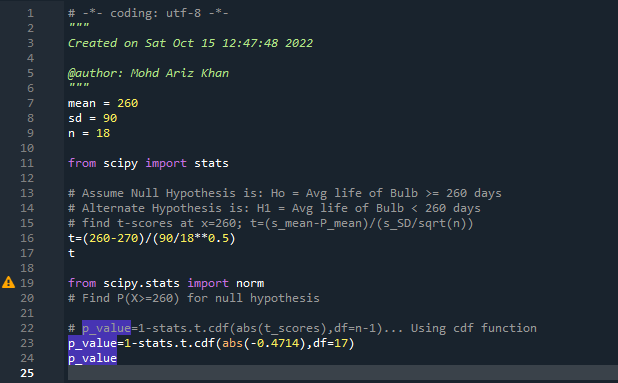 1 # -*- coding: utf-8 -*-
2 """
3 Created on Sat Oct 15 12:47:48 2022
4
5 @author: Mohd Ariz Khan
6 """
7 mean = 260
8 sd = 90
9 n = 18
10
11 from scipy import stats
12
13 # Assume Null Hypothesis is: Ho = Avg life of Bulb >= 260 days
14 # Alternate Hypothesis is: H1 = Avg life of Bulb < 260 days
15 # find t-scores at x=260; t=(s_mean-P_mean)/(s_SD/sqrt(n))
16 t=(260-270)/(90/18**0.5)
17 t
18
19 from scipy.stats import norm
20 # Find P(X>=260) for null hypothesis
21
22 # p_value=1-stats.t.cdf(abs(t_scores),df=n-1)... Using cdf function
23 p_value=1-stats.t.cdf(abs(-0.4714),df=17)
24 p_value
25